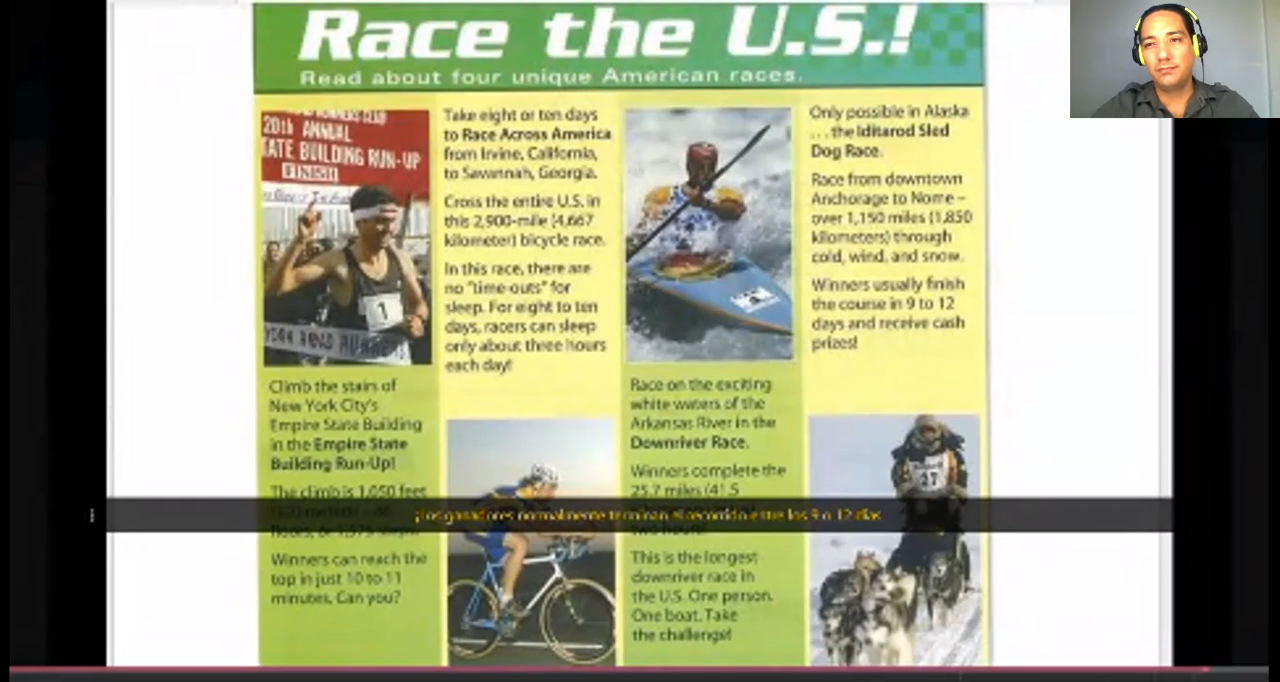 Race the U.S.!
Read about four unique American races.
20th ANNUAL
ATE BUILDING RUN-UP
FINISH
1
Climb the stairs of
New York City's
Empire State Building
in the Empire State
Building Run-Up!
The climb is 1,050 feet
floors, or 1,575 steps.
Winners can reach the
top in just 10 to 11
minutes. Can you?
Take eight or ten days
to Race Across America
from Irvine, California,
to Savannah, Georgia.
Cross the entire U.S. in
this 2,900-mile (4,667
kilometer) bicycle race.
In this race, there are
no "time-outs" for
sleep. For eight to ten
days, racers can sleep
only about three hours
each day!
Race on the exciting
white waters of the
Arkansas River in the
Downriver Race.
Winners complete the
25.7 miles (41.5
two hours.
This is the longest
downriver race in
the U.S. One person.
One boat. Take
the challenge!
Only possible in Alaska
. . . the Iditarod Sled
Dog Race.
Race from downtown
Anchorage to Nome –
over 1,150 miles (1,850
kilometers) through
cold, wind, and snow.
Winners usually finish
the course in 9 to 12
days and receive cash
prizes!
37
¡Los ganadores normalmente terminan el recorrido entre los 9 o 12 días